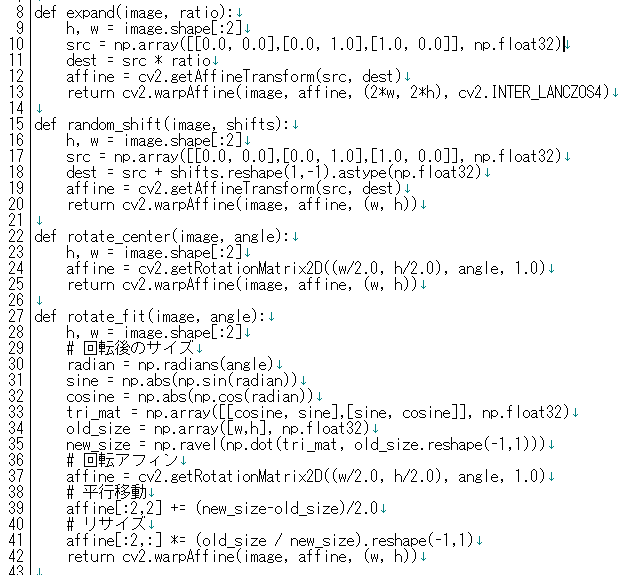 8 def expand(image, ratio):↓
9     h, w = image.shape[:2]↓
10     src = np.array([[0.0, 0.0],[0.0, 1.0],[1.0, 0.0]], np.float32)↓
11     dest = src * ratio↓
12     affine = cv2.getAffineTransform(src, dest)↓
13     return cv2.warpAffine(image, affine, (2*w, 2*h), cv2.INTER_LANCZOS4)↓
14 ↓
15 def random_shift(image, shifts):↓
16     h, w = image.shape[:2]↓
17     src = np.array([[0.0, 0.0],[0.0, 1.0],[1.0, 0.0]], np.float32)↓
18     dest = src + shifts.reshape(1,-1).astype(np.float32)↓
19     affine = cv2.getAffineTransform(src, dest)↓
20     return cv2.warpAffine(image, affine, (w, h))↓
21 ↓
22 def rotate_center(image, angle):↓
23     h, w = image.shape[:2]↓
24     affine = cv2.getRotationMatrix2D((w/2.0, h/2.0), angle, 1.0)↓
25     return cv2.warpAffine(image, affine, (w, h))↓
26 ↓
27 def rotate_fit(image, angle):↓
28     h, w = image.shape[:2]↓
29     # 回転後のサイズ↓
30     radian = np.radians(angle)↓
31     sine = np.abs(np.sin(radian))↓
32     cosine = np.abs(np.cos(radian))↓
33     tri_mat = np.array([[cosine, sine],[sine, cosine]], np.float32)↓
34     old_size = np.array([w,h], np.float32)↓
35     new_size = np.ravel(np.dot(tri_mat, old_size.reshape(-1,1)))↓
36     # 回転アフィン↓
37     affine = cv2.getRotationMatrix2D((w/2.0, h/2.0), angle, 1.0)↓
38     # 平行移動↓
39     affine[:2,2] += (new_size-old_size)/2.0↓
40     # リサイズ↓
41     affine[:2,:] *= (old_size / new_size).reshape(-1,1)↓
42     return cv2.warpAffine(image, affine, (w, h))↓
43 ↓